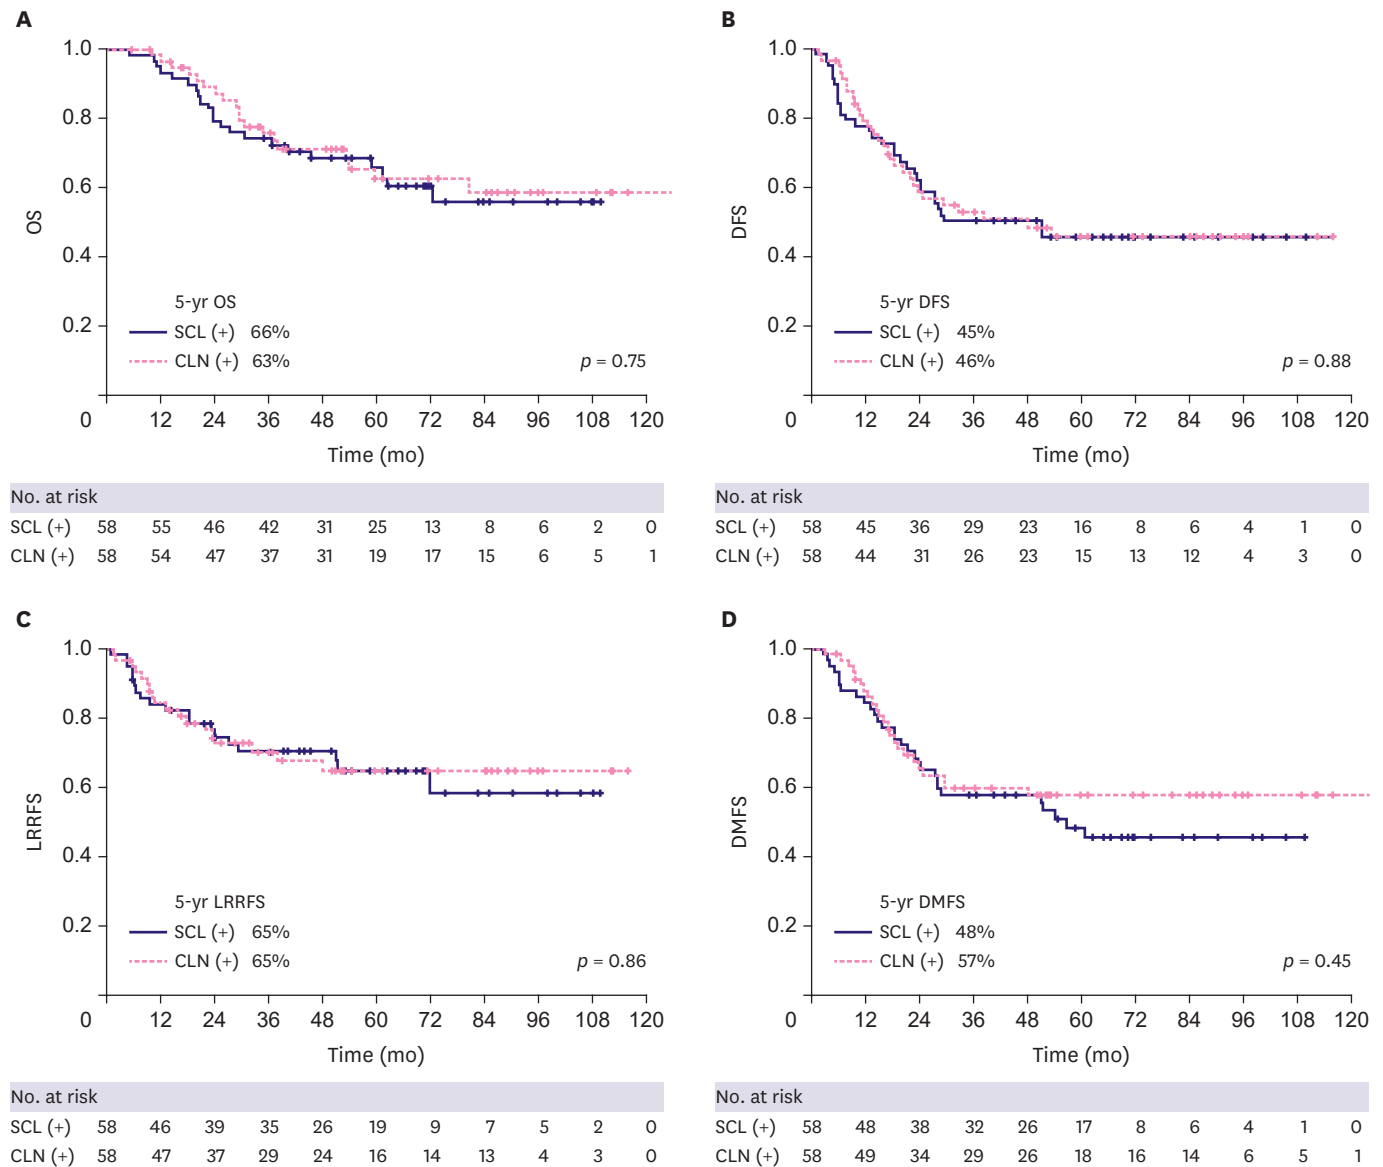 A
1.0
0.8
0.6
0.4
0.2
OS
5-yr OS
SCL (+) 66%
CLN (+) 63%
p = 0.75
0 12 24 36 48 60 72 84 96 108 120
Time (mo)
No. at risk
SCL (+) 58 55 46 42 31 25 13 8 6 2 0
CLN (+) 58 54 47 37 31 19 17 15 6 5 1
B
1.0
0.8
0.6
0.4
0.2
DFS
5-yr DFS
SCL (+) 45%
CLN (+) 46%
p = 0.88
0 12 24 36 48 60 72 84 96 108 120
Time (mo)
No. at risk
SCL (+) 58 45 36 29 23 16 8 6 4 1 0
CLN (+) 58 44 31 26 23 15 13 12 4 3 0
C
1.0
0.8
0.6
0.4
0.2
LRRFS
5-yr LRRFS
SCL (+) 65%
CLN (+) 65%
p = 0.86
0 12 24 36 48 60 72 84 96 108 120
Time (mo)
No. at risk
SCL (+) 58 46 39 35 26 19 9 7 5 2 0
CLN (+) 58 47 37 29 24 16 14 13 4 3 0
D
1.0
0.8
0.6
0.4
0.2
DMFS
5-yr DMFS
SCL (+) 48%
CLN (+) 57%
p = 0.45
0 12 24 36 48 60 72 84 96 108 120
Time (mo)
No. at risk
SCL (+) 58 48 38 32 26 17 8 6 4 1 0
CLN (+) 58 49 34 29 26 18 16 14 6 5 1